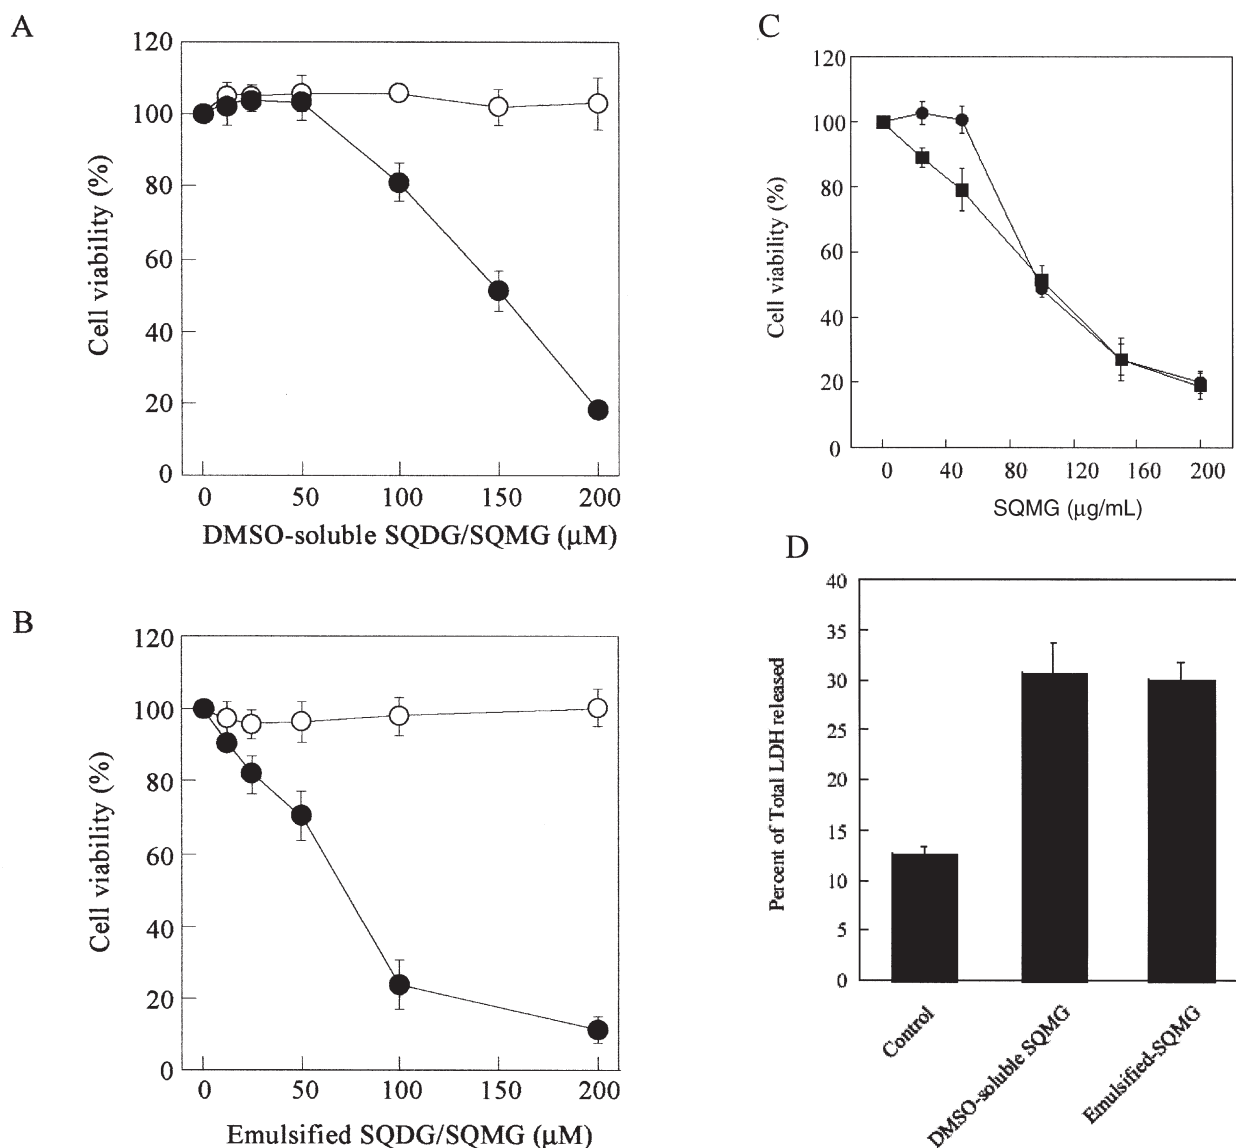 A
120
100
80
60
40
20
0
Cell viability (%)
0 50 100 150 200
DMSO-soluble SQDG/SQMG (μM)
B
120
100
80
60
40
20
0
Cell viability (%)
0 50 100 150 200
Emulsified SQDG/SQMG (μM)
C
120
100
80
60
40
20
0
Cell viability (%)
0 40 80 120 160 200
SQMG (μg/mL)
D
40
35
30
25
20
15
10
5
0
Percent of Total LDH released
Control
DMSO-soluble SQMG
Emulsified-SQMG